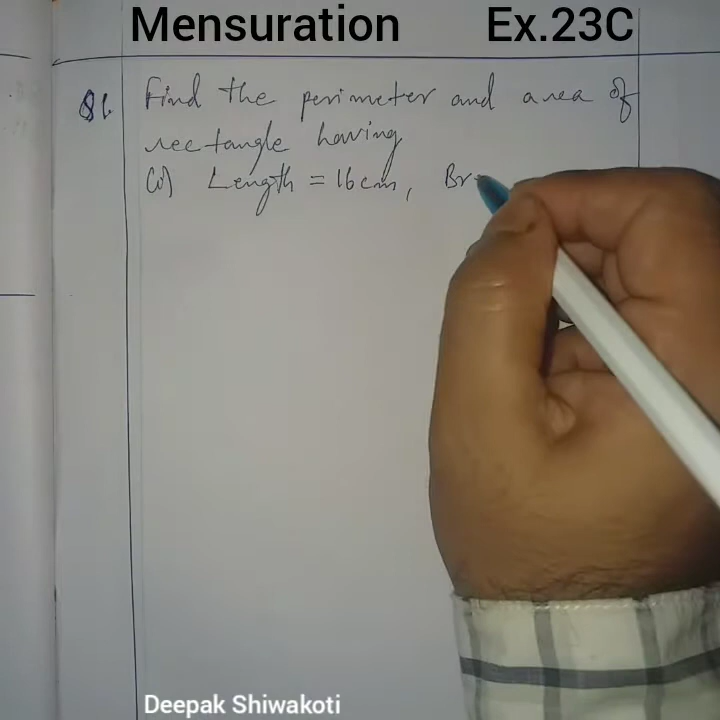 Mensuration Ex.23C
Q1. Find the perimeter and area of
rectangle having
(i) Length = 16cm, Br
Deepak Shiwakoti